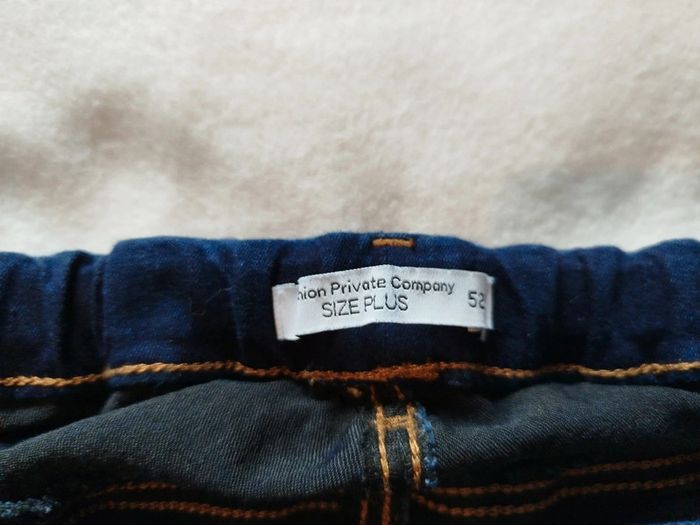 hion Private Company
SIZE PLUS 52